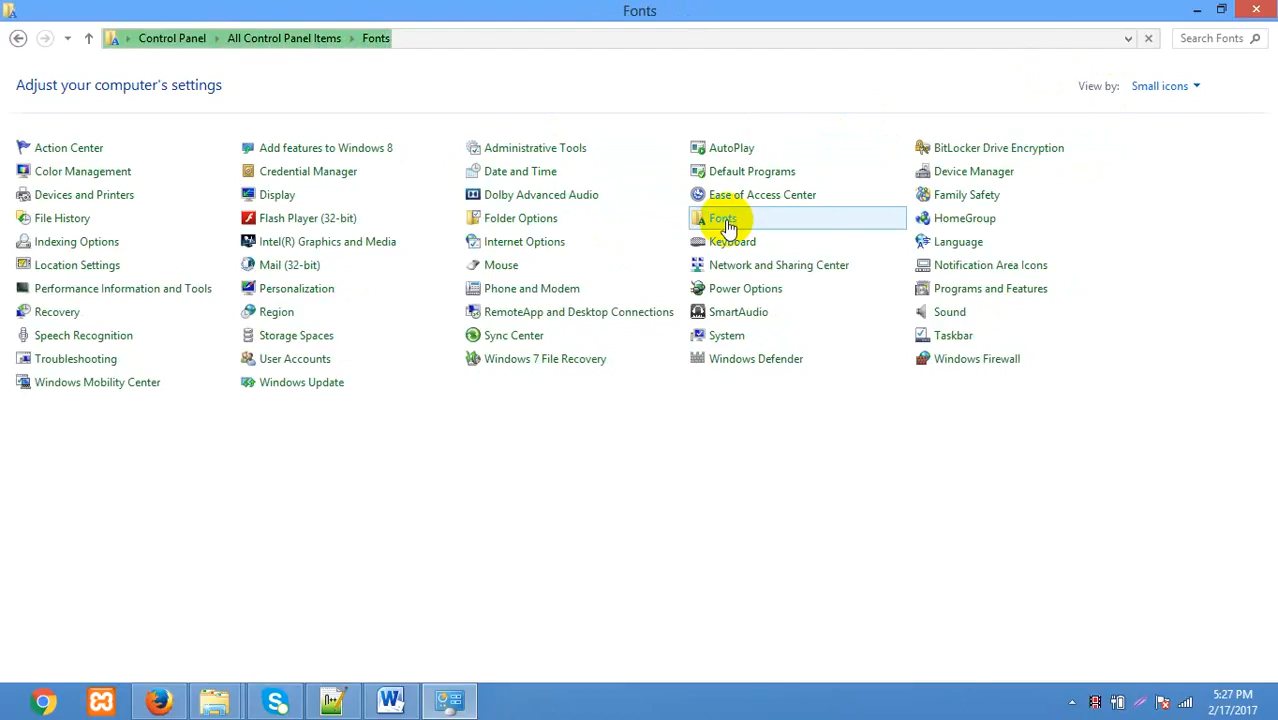 Fonts
Control Panel All Control Panel Items Fonts
Search Fonts
Adjust your computer's settings
View by: Small icons
Action Center
Add features to Windows 8
Administrative Tools
AutoPlay
BitLocker Drive Encryption
Color Management
Credential Manager
Date and Time
Default Programs
Device Manager
Devices and Printers
Display
Dolby Advanced Audio
Ease of Access Center
Family Safety
File History
Flash Player (32-bit)
Folder Options
Fonts
HomeGroup
Indexing Options
Intel(R) Graphics and Media
Internet Options
Keyboard
Language
Location Settings
Mail (32-bit)
Mouse
Network and Sharing Center
Notification Area Icons
Performance Information and Tools
Personalization
Phone and Modem
Power Options
Programs and Features
Recovery
Region
RemoteApp and Desktop Connections
SmartAudio
Sound
Speech Recognition
Storage Spaces
Sync Center
System
Taskbar
Troubleshooting
User Accounts
Windows 7 File Recovery
Windows Defender
Windows Firewall
Windows Mobility Center
Windows Update
5:27 PM
2/17/2017